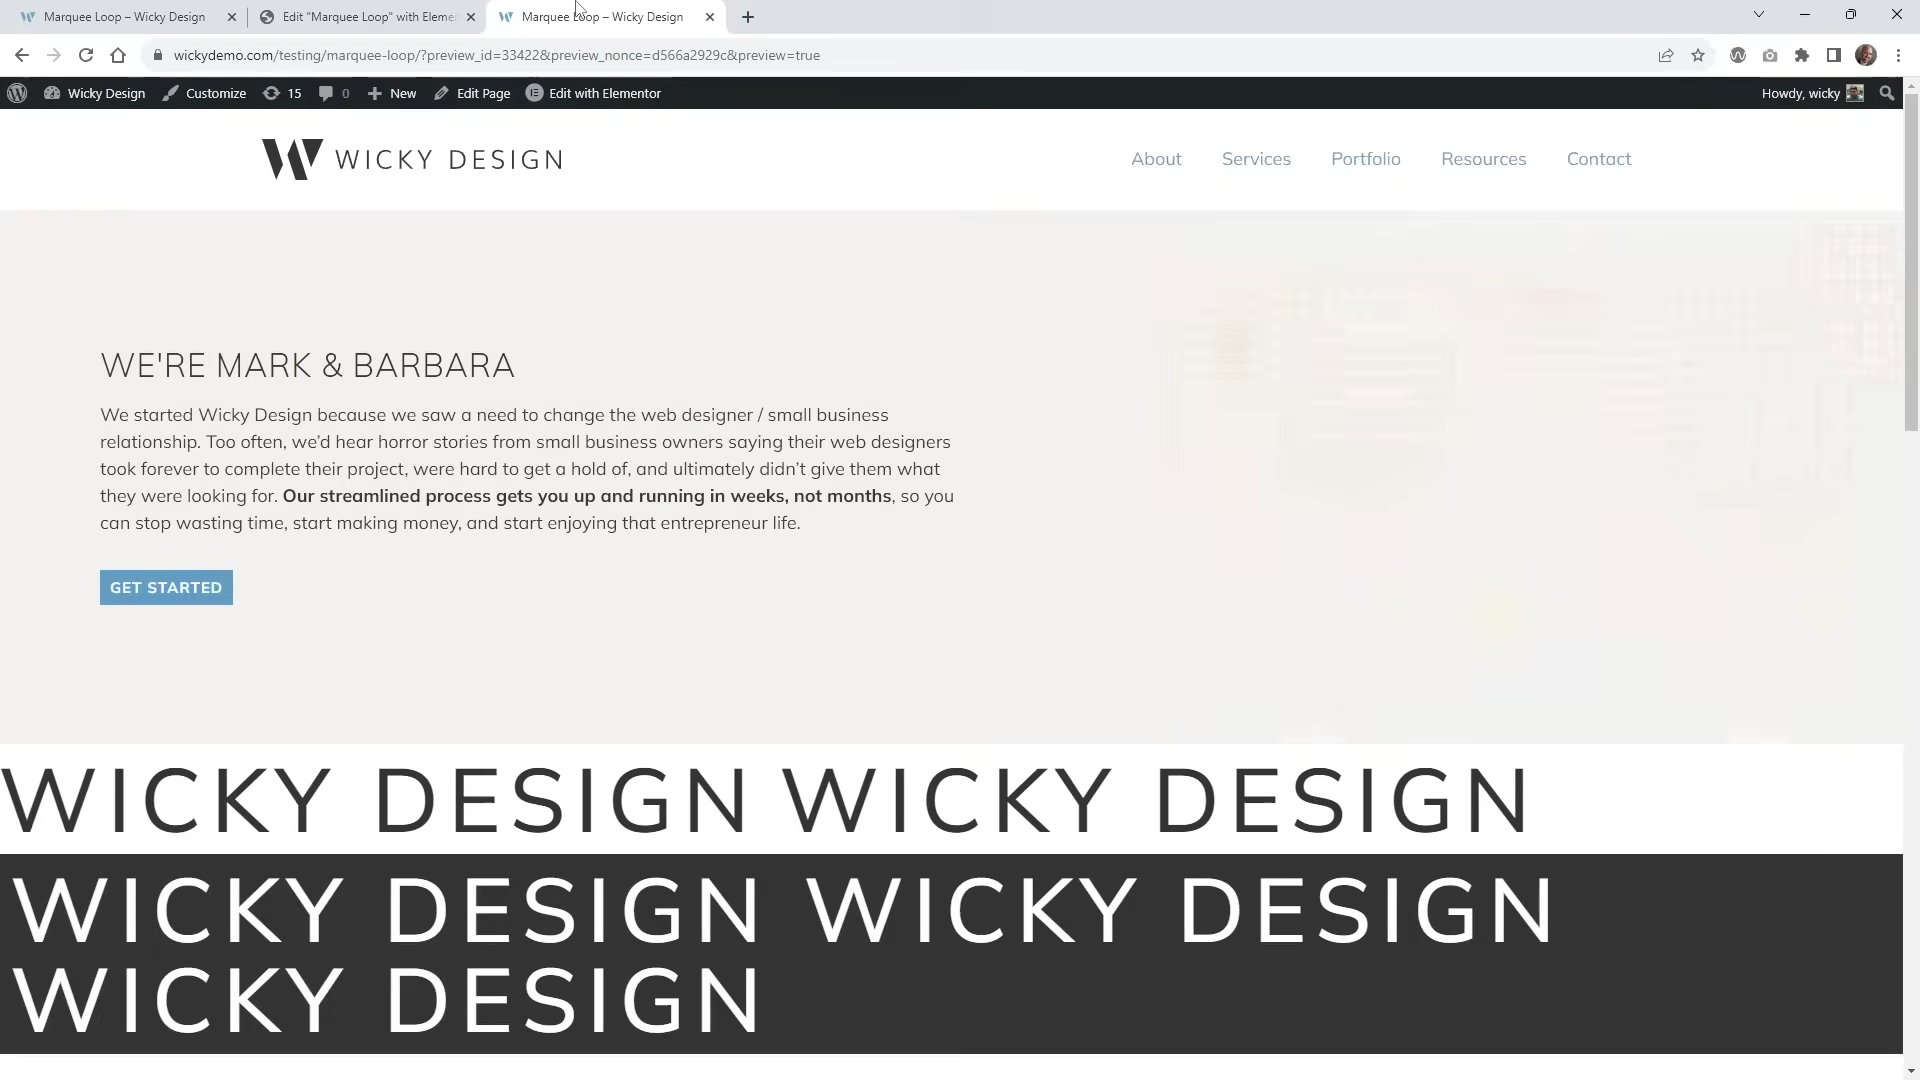 Marquee Loop – Wicky Design
Edit "Marquee Loop" with Eleme
Marquee Loop – Wicky Design
wickydemo.com/testing/marquee-loop/?preview_id=33422&preview_nonce=d566a2929c&preview=true
Wicky Design
Customize
15
0
New
Edit Page
Edit with Elementor
Howdy, wicky
WICKY DESIGN
About
Services
Portfolio
Resources
Contact
WE'RE MARK & BARBARA
We started Wicky Design because we saw a need to change the web designer / small business
relationship. Too often, we’d hear horror stories from small business owners saying their web designers
took forever to complete their project, were hard to get a hold of, and ultimately didn’t give them what
they were looking for. Our streamlined process gets you up and running in weeks, not months, so you
can stop wasting time, start making money, and start enjoying that entrepreneur life.
GET STARTED
WICKY DESIGN WICKY DESIGN
WICKY DESIGN WICKY DESIGN
WICKY DESIGN